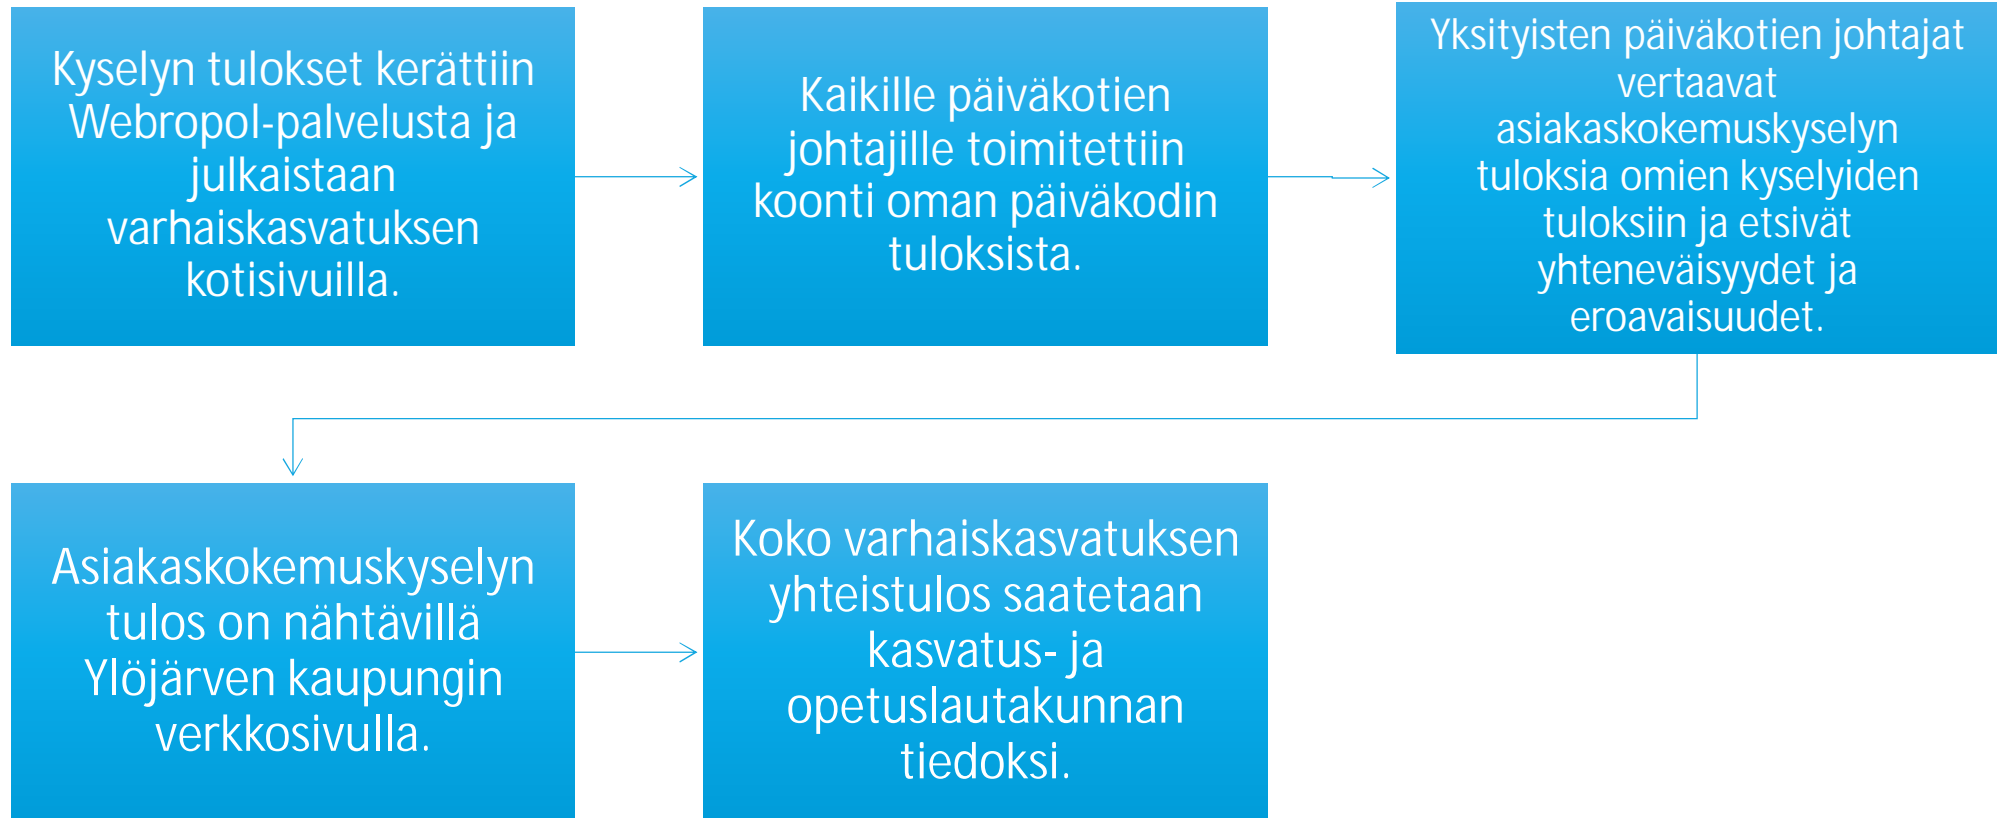 Kyselyn tulokset kerättiin
Webropol-palvelusta ja
julkaistaan
varhaiskasvatuksen
kotisivuilla.
Kaikille päiväkotien
johtajille toimitettiin
koonti oman päiväkodin
tuloksista.
Yksityisten päiväkotien johtajat
vertaavat
asiakaskokemuskyselyn
tuloksia omien kyselyiden
tuloksiin ja etsivät
yhteneväisyydet ja
eroavaisuudet.
Asiakaskokemuskyselyn
tulos on nähtävillä
Ylöjärven kaupungin
verkkosivulla.
Koko varhaiskasvatuksen
yhteistulos saatetaan
kasvatus- ja
opetuslautakunnan
tiedoksi.